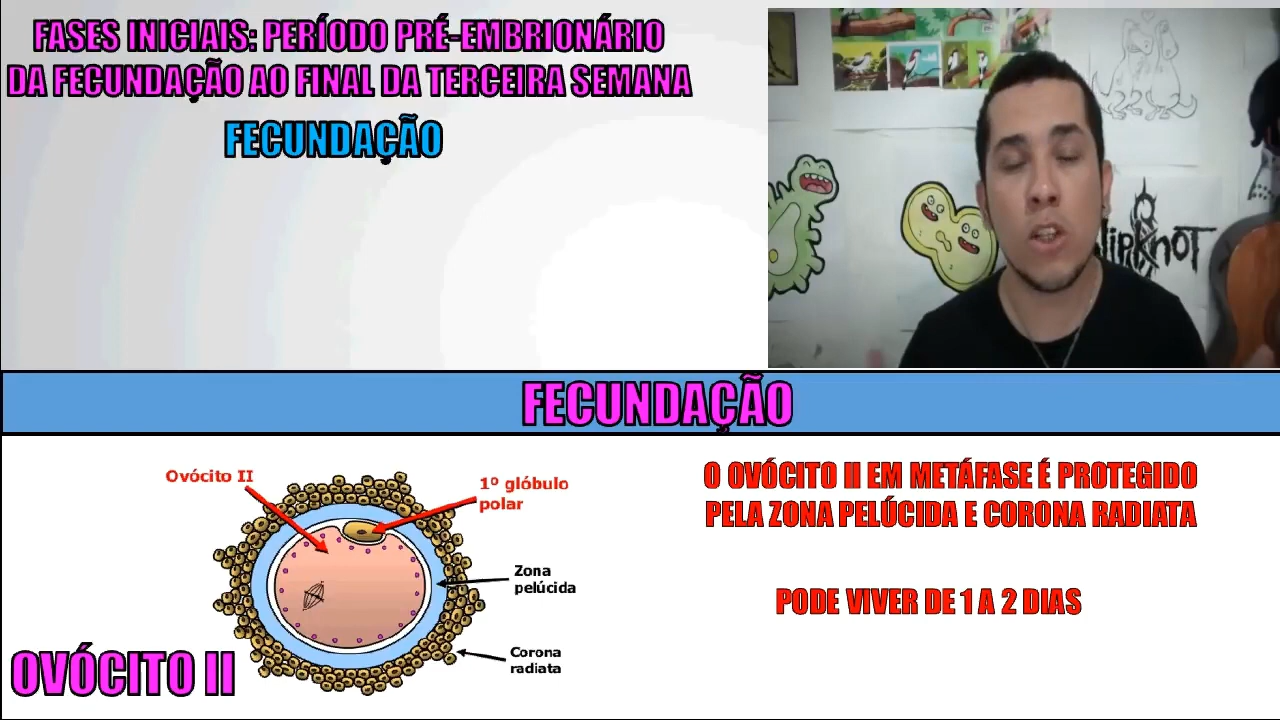 FASES INICIAIS: PERÍODO PRÉ-EMBRIONÁRIO
DA FECUNDAÇÃO AO FINAL DA TERCEIRA SEMANA
FECUNDAÇÃO
SLIPKNOT
FECUNDAÇÃO
Ovócito II
1º glóbulo
polar
Zona
pelúcida
Corona
radiata
OVÓCITO II
O OVÓCITO II EM METÁFASE É PROTEGIDO
PELA ZONA PELÚCIDA E CORONA RADIATA
PODE VIVER DE 1 A 2 DIAS